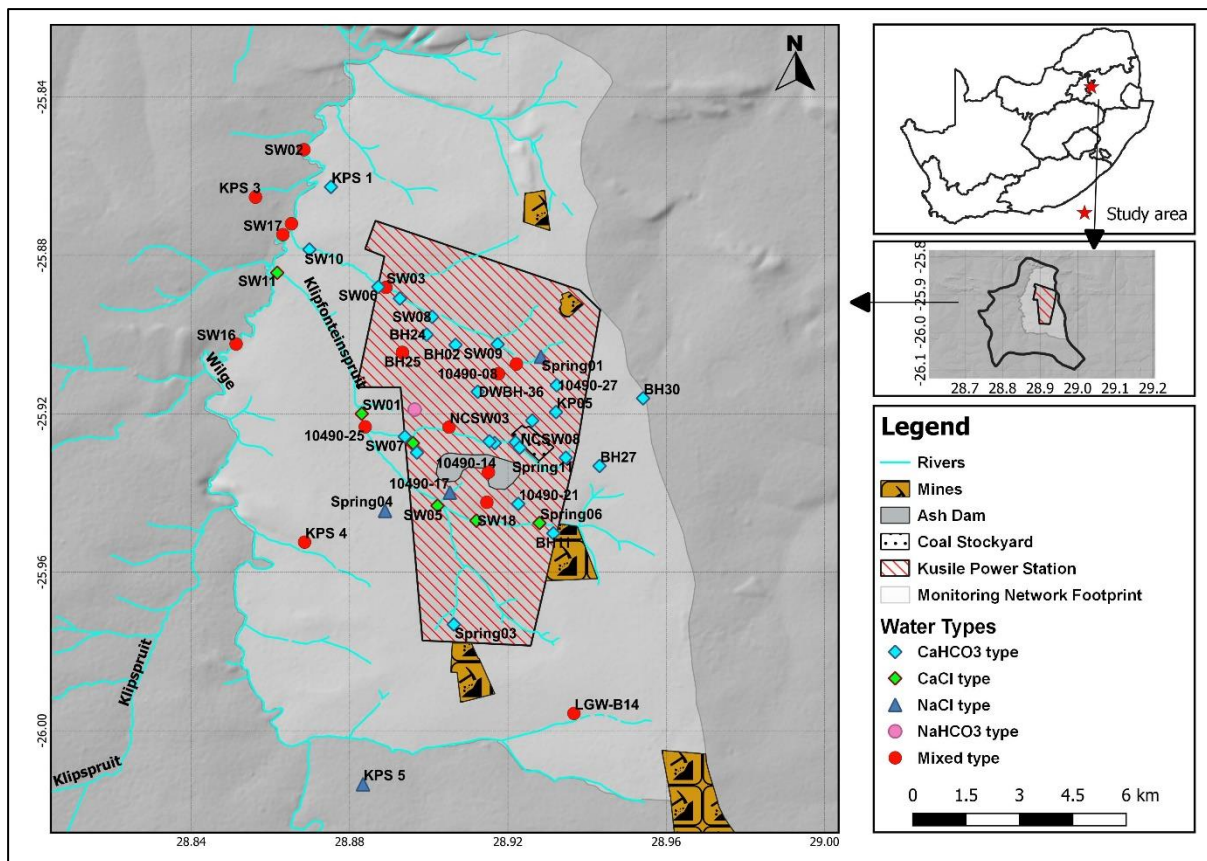 N
-25.84
-25.88
-25.92
-25.96
-26.00
28.84
28.88
28.92
28.96
29.00
SW02
KPS 3
KPS 1
SW17
SW10
SW11
SW03
SW06
SW16
SW08
BH24
BH02
SW09
BH25
Spring01
10490-08
Wilge
Klipfonteinspruit
DWBH-36
10490-27
BH30
SW01
KP05
10490-25
NCSW03
SW07
NCSW08
10490-14
Spring11
BH27
10490-17
10490-21
Spring04
SW05
SW18
Spring06
BH11
KPS 4
Spring03
Klipspruit
LGW-B14
Klipspruit
KPS 5
Study area
-25.8
-25.9
-26.0
-26.1
28.7
28.8
28.9
29.0
29.1
29.2
Legend
Rivers
Mines
Ash Dam
Coal Stockyard
Kusile Power Station
Monitoring Network Footprint
Water Types
CaHCO3 type
CaCl type
NaCl type
NaHCO3 type
Mixed type
0 1.5 3 4.5 6 km